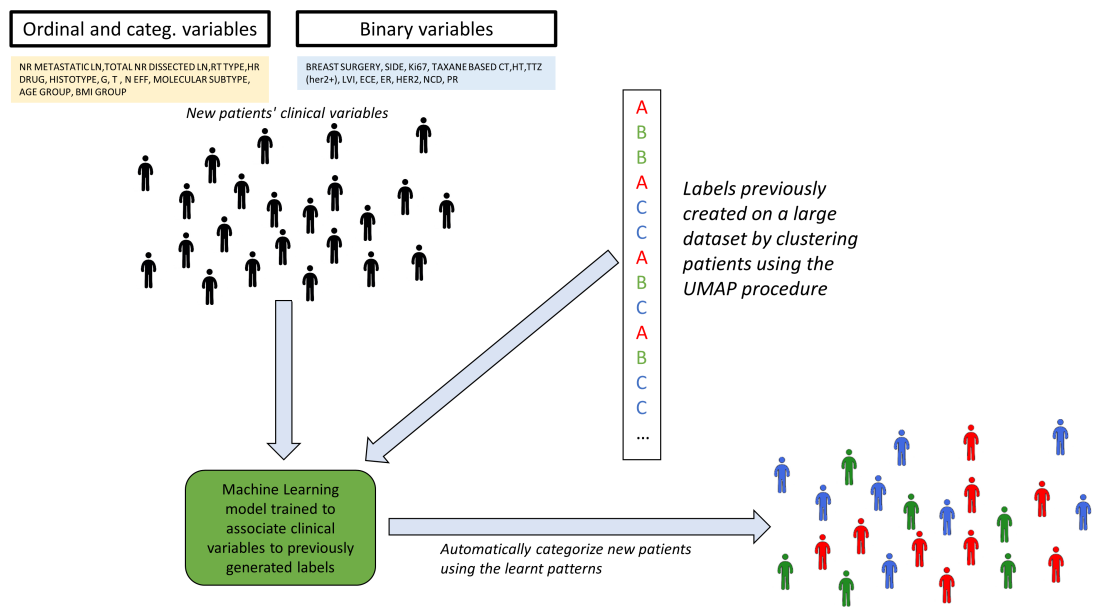 Ordinal and categ. variables
Binary variables
NR METASTATIC LN,TOTAL NR DISSECTED LN,RT TYPE,HR
DRUG, HISTOTYPE, G, T , N EFF, MOLECULAR SUBTYPE,
AGE GROUP, BMI GROUP
BREAST SURGERY, SIDE, Ki67, TAXANE BASED CT,HT,TTZ
(her2+), LVI, ECE, ER, HER2, NCD, PR
New patients' clinical variables
A
B
B
A
C
C
A
B
C
A
B
C
C
...
Labels previously
created on a large
dataset by clustering
patients using the
UMAP procedure
Machine Learning
model trained to
associate clinical
variables to previously
generated labels
Automatically categorize new patients
using the learnt patterns